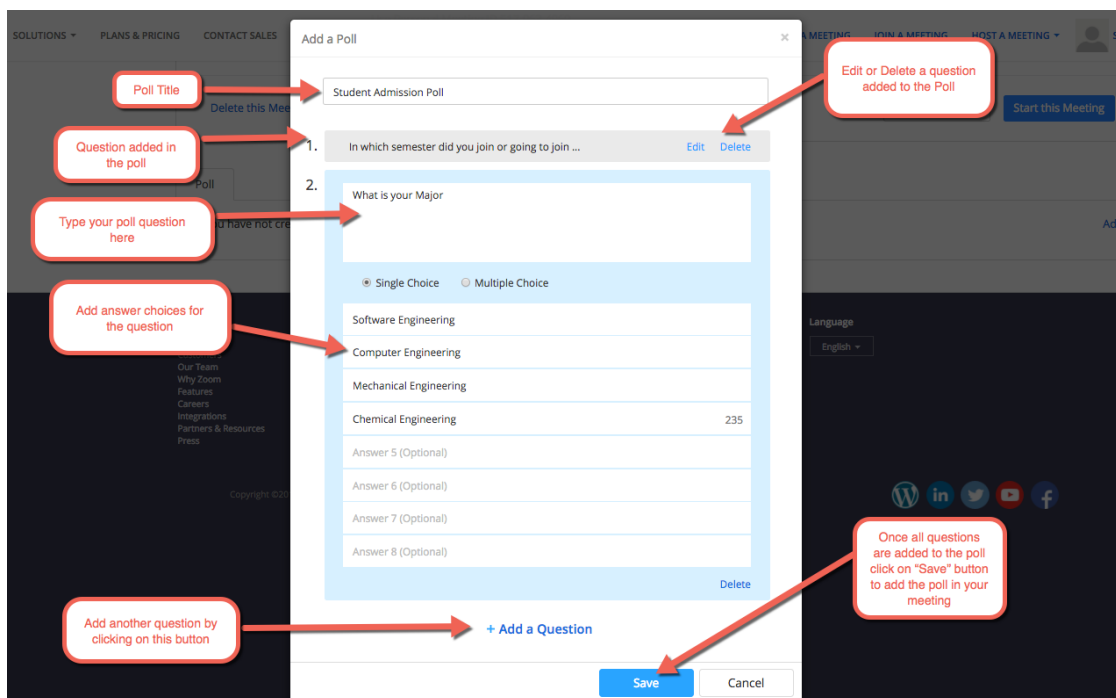 SOLUTIONS PLANS & PRICING CONTACT SALES
A MEETING JOIN A MEETING HOST A MEETING
Add a Poll ×
Poll Title
Student Admission Poll
Edit or Delete a question
added to the Poll
Delete this Mee
Start this Meeting
Question added in
the poll
1. In which semester did you join or going to join ... Edit Delete
Poll
2.
What is your Major
Type your poll question
here
u have not cre
Ad
Single Choice Multiple Choice
Add answer choices for
the question
Software Engineering
Computer Engineering
Mechanical Engineering
Chemical Engineering 235
Answer 5 (Optional)
Answer 6 (Optional)
Answer 7 (Optional)
Answer 8 (Optional)
Delete
Language
English
Our Team
Why Zoom
Features
Careers
Integrations
Partners & Resources
Press
Copyright ©20
in
Once all questions
are added to the poll
click on "Save" button
to add the poll in your
meeting
Add another question by
clicking on this button
+ Add a Question
Save Cancel